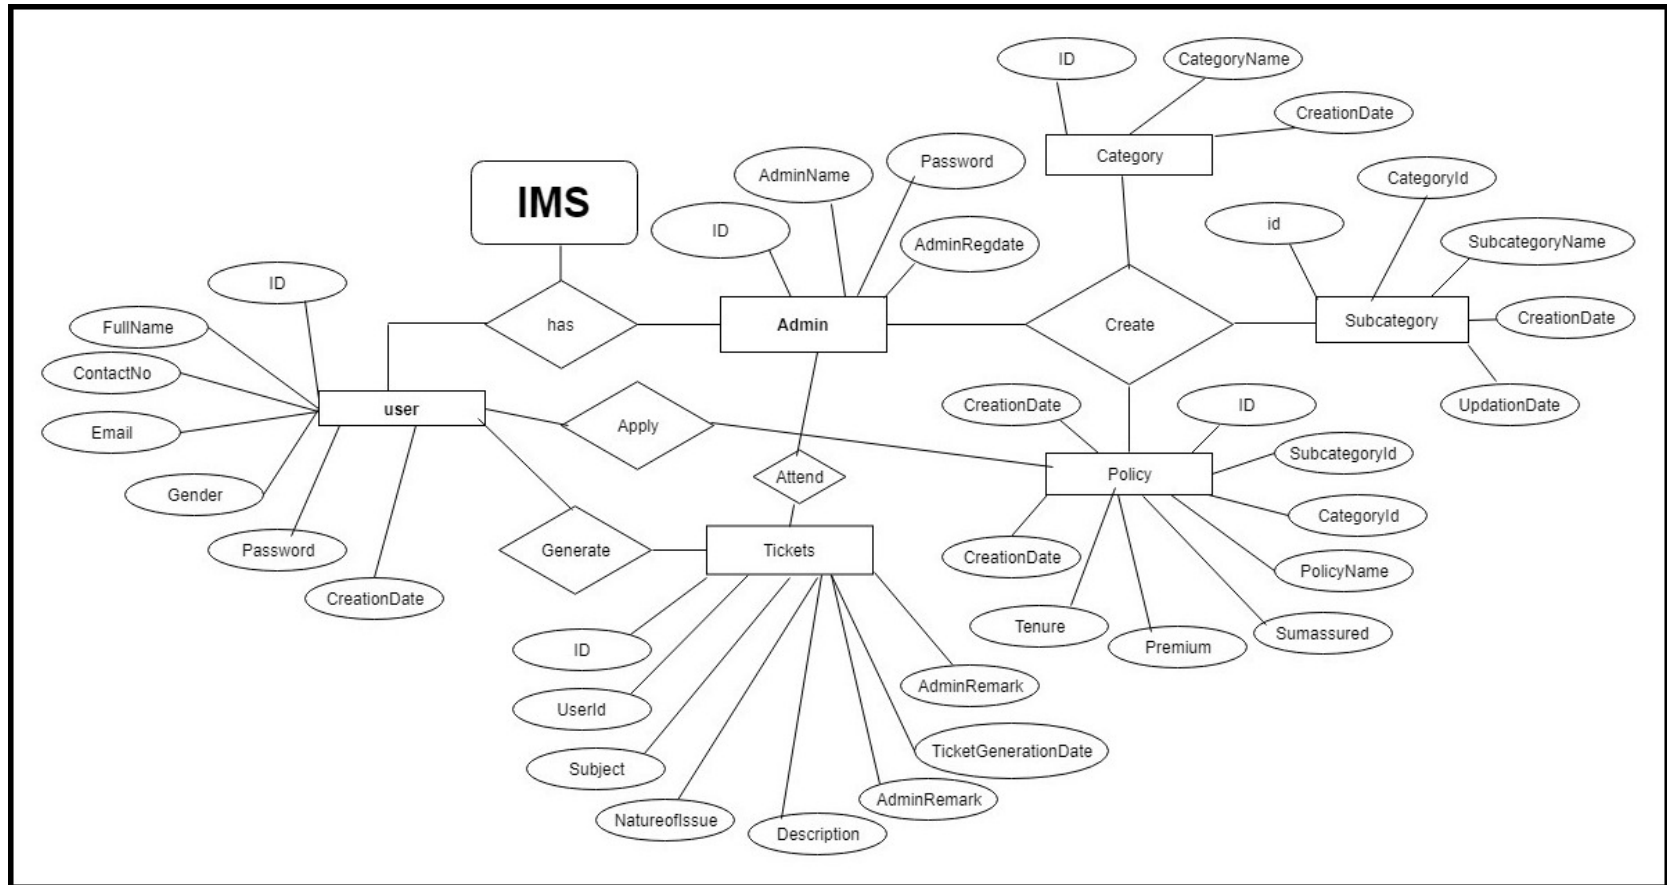 ID
CategoryName
CreationDate
Category
Password
AdminName
CategoryId
IMS
ID
AdminRegdate
id
SubcategoryName
ID
FullName
has
Admin
Create
Subcategory
CreationDate
ContactNo
user
CreationDate
ID
UpdationDate
Email
Apply
SubcategoryId
Policy
Attend
Gender
CategoryId
Password
Generate
Tickets
CreationDate
PolicyName
CreationDate
Tenure
Sumassured
Premium
ID
AdminRemark
UserId
TicketGenerationDate
Subject
AdminRemark
NatureofIssue
Description